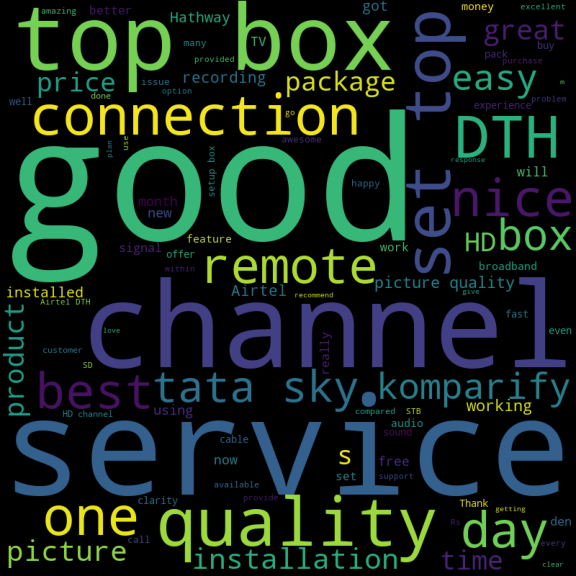 amazing
better
Hathway
got
money
excellent
top box
TV
many
provided
set top
great
buy
price
recording
package
pack
purchase
easy
m
well
issue
option
experience
problem
connection
done
go
DTH
good
plan
use
setup box
awesome
response
happy
will
month
new
nice
signal
feature
offer
work
HD
box
remote
within
broadband
installed
Airtel DTH
Airtel
picture quality
recommend
give
product
channel
love
fast
even
customer
SD
really
best
tata sky
komparify
HD channel
using
compared
STB
working
audio
service
cable
sound
now
s
free
support
available
set
clarity
provide
one
quality
Thank
getting
day
den
Rs
every
call
picture
installation
time
clear